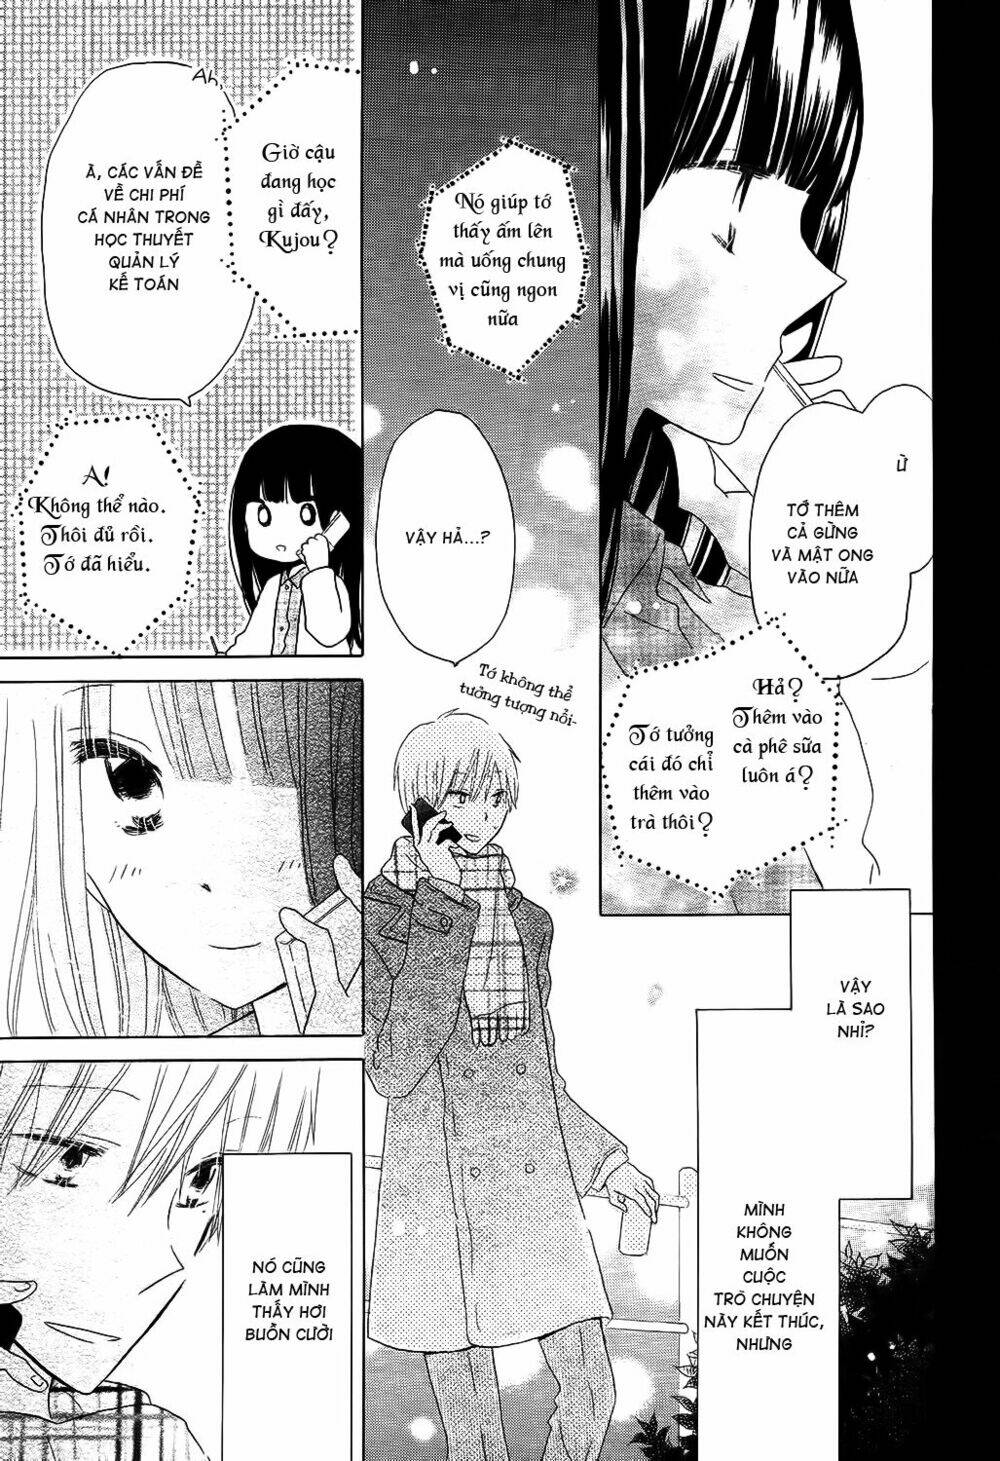 Ừ
TỚ THÊM
CẢ GỪNG
VÀ MẬT ONG
VÀO NỮA
Hả?
Thêm vào
cà phê sữa
luôn á?
Tớ tưởng
cái đó chỉ
thêm vào
trà thôi?
Nó giúp tớ
thấy ấm lên
mà uống chung
vị cũng ngon
nữa
VẬY HẢ...?
Tớ không thể
tưởng tượng nổi-
VẬY
LÀ SAO
NHỈ?
MÌNH
KHÔNG
MUỐN
CUỘC
TRÒ CHUYỆN
NÀY KẾT THÚC,
NHƯNG
Giờ cậu
đang học
gì đấy,
Kujou?
Ah,
À, CÁC VẤN ĐỀ
VỀ CHI PHÍ
CÁ NHÂN TRONG
HỌC THUYẾT
QUẢN LÝ
KẾ TOÁN
A!
Không thể nào.
Thôi đủ rồi.
Tớ đã hiểu.
NÓ CŨNG
LÀM MÌNH
THẤY HƠI
BUỒN CƯỜI